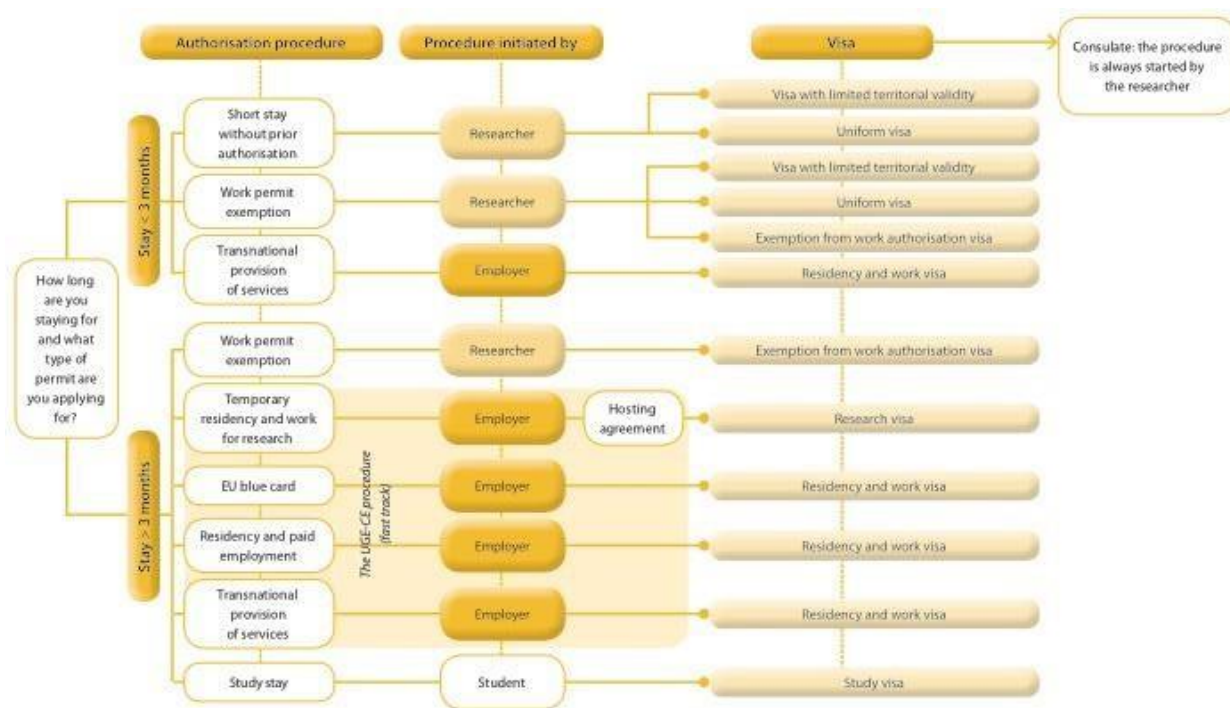 Authorisation procedure
Procedure initiated by
Visa
Consulate: the procedure
is always started by
the researcher
How long
are you
staying for
and what
type of
permit are
you applying
for?
Stay < 3 months
Short stay
without prior
authorisation
Researcher
Visa with limited territorial validity
Uniform visa
Work permit
exemption
Researcher
Visa with limited territorial validity
Uniform visa
Exemption from work authorisation visa
Transnational
provision
of services
Employer
Residency and work visa
Stay > 3 months
Work permit
exemption
Researcher
Exemption from work authorisation visa
The UGE-CE procedure
(fast track)
Temporary
residency and work
for research
Employer
Hosting
agreement
Research visa
EU blue card
Employer
Residency and work visa
Residency and paid
employment
Employer
Residency and work visa
Transnational
provision
of services
Employer
Residency and work visa
Study stay
Student
Study visa